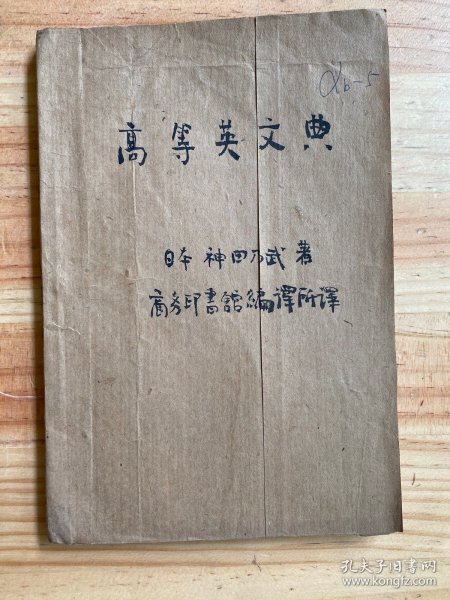 db-5
高等英文典
日本 神田乃武 著
商务印書館編譯所譯
孔夫子旧书网
www.kongfz.com